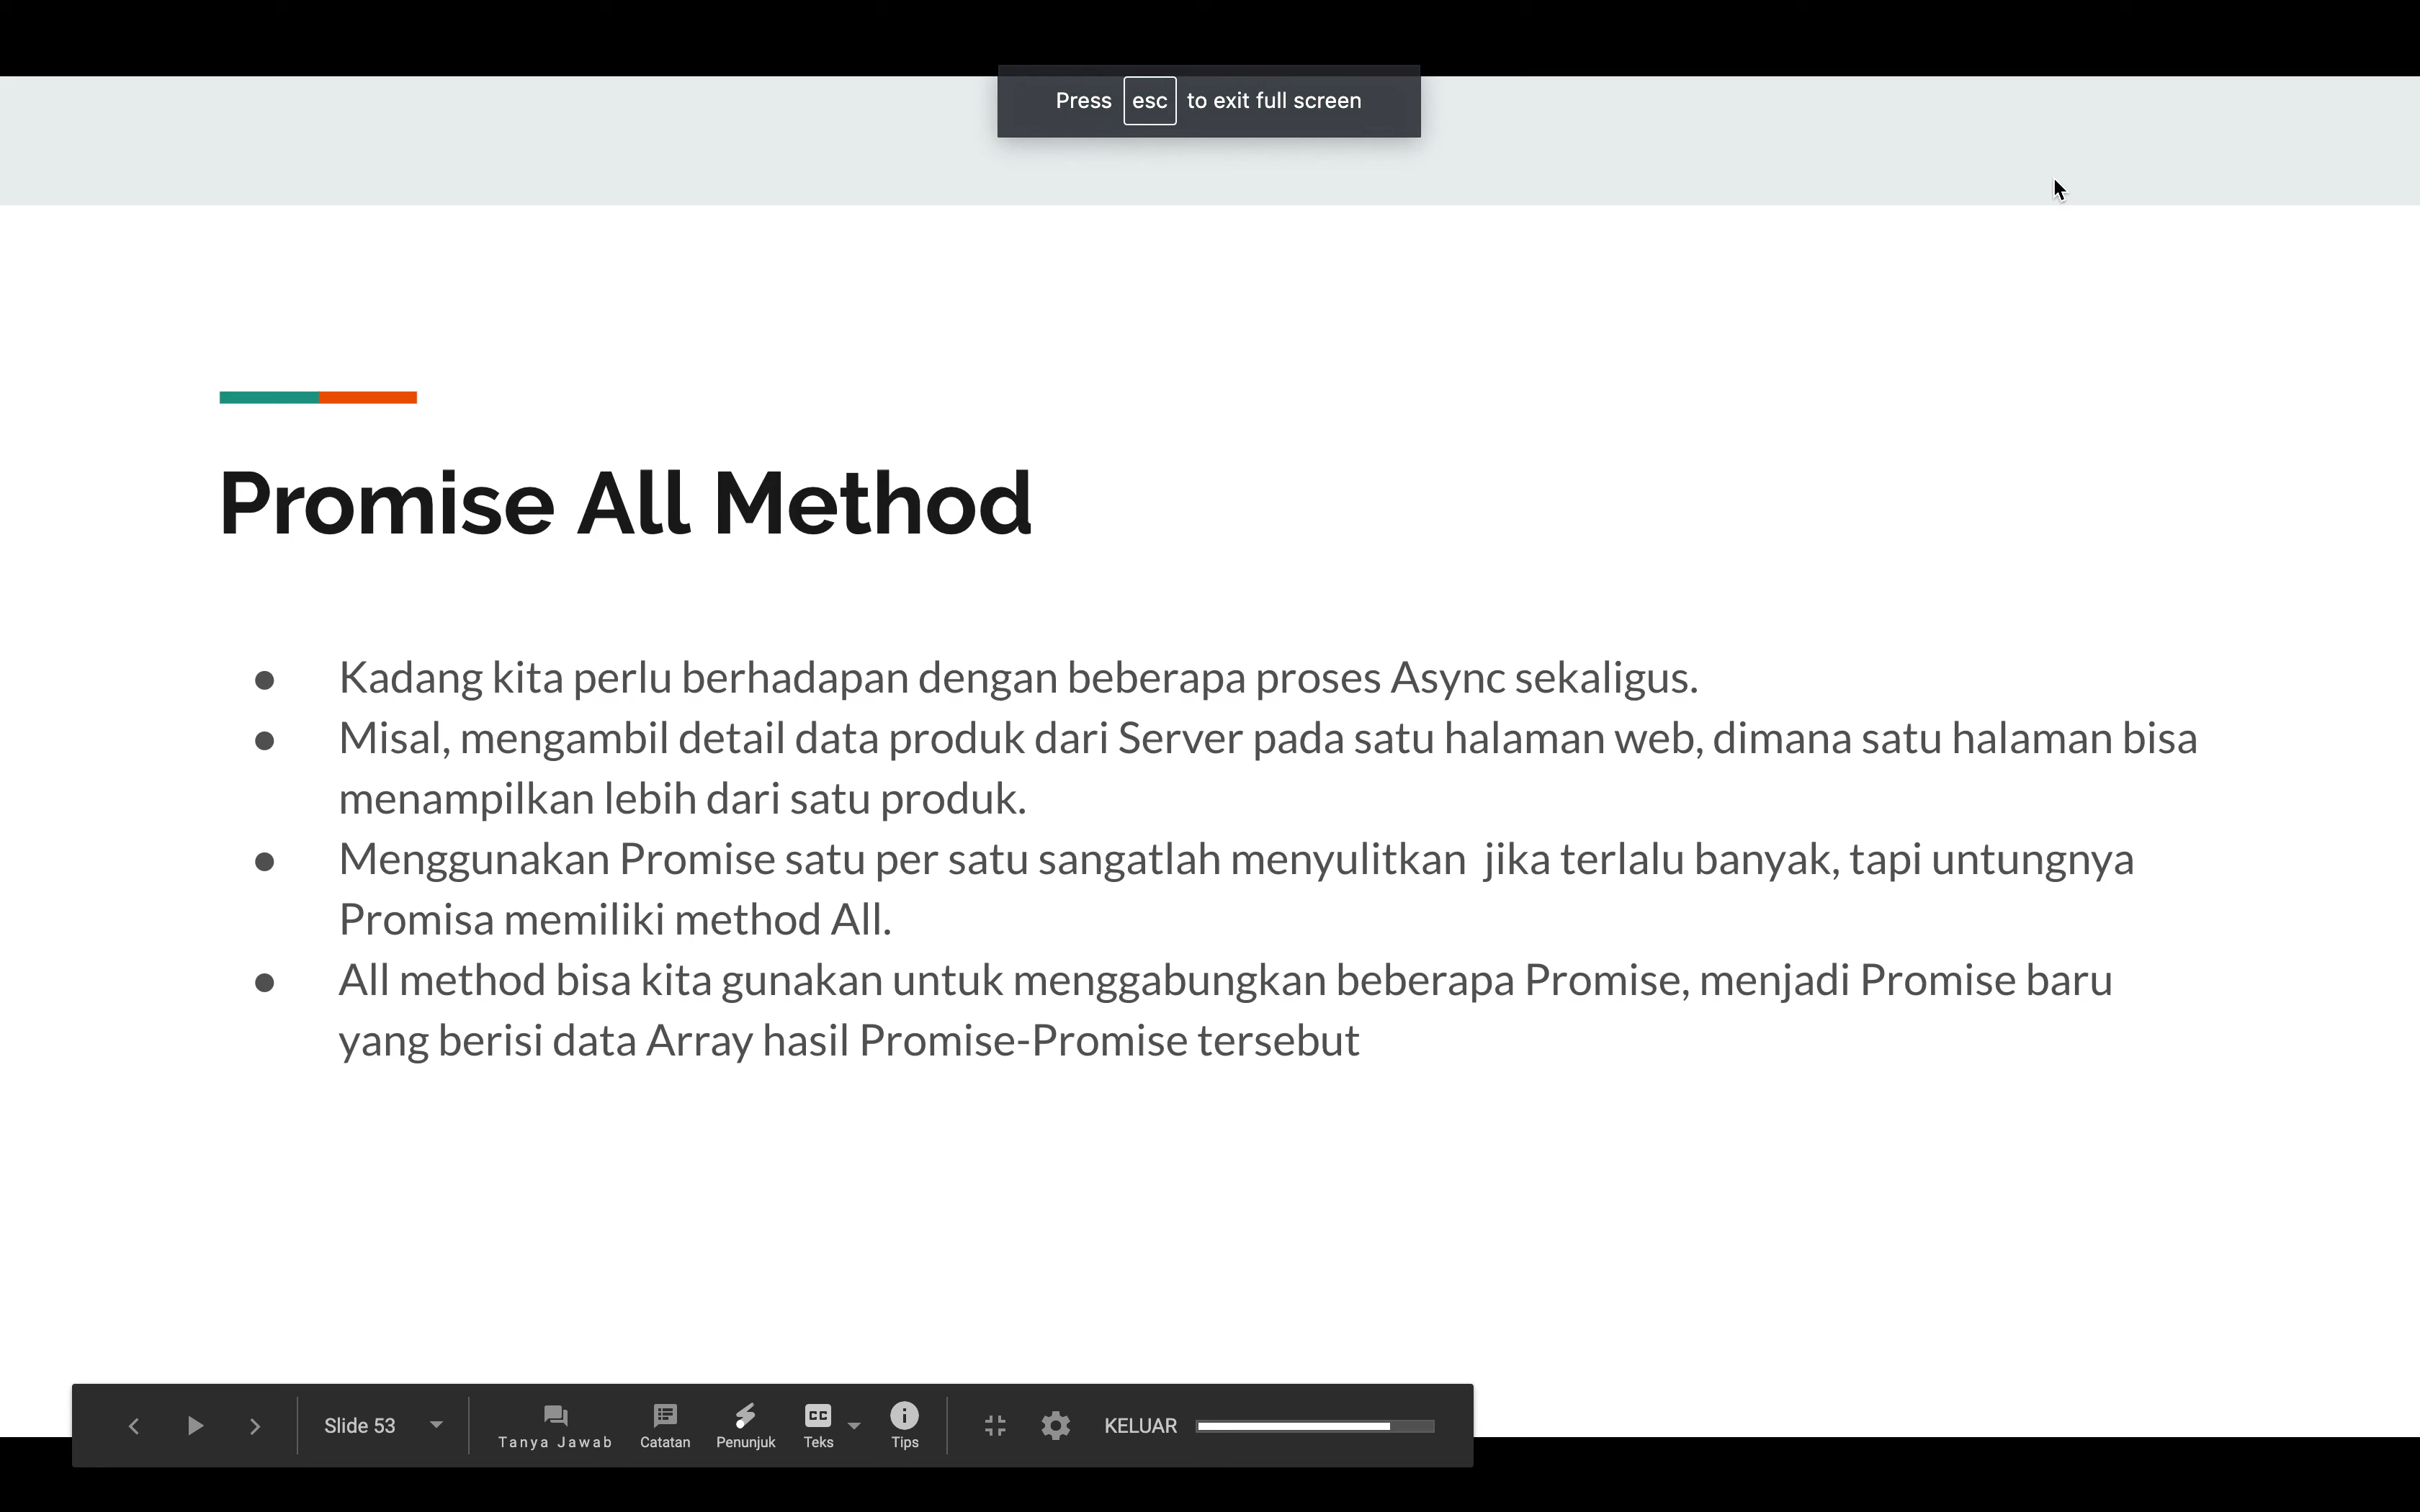 Press esc to exit full screen
Promise All Method
● Kadang kita perlu berhadapan dengan beberapa proses Async sekaligus.
● Misal, mengambil detail data produk dari Server pada satu halaman web, dimana satu halaman bisa
menampilkan lebih dari satu produk.
● Menggunakan Promise satu per satu sangatlah menyulitkan  jika terlalu banyak, tapi untungnya
Promisa memiliki method All.
● All method bisa kita gunakan untuk menggabungkan beberapa Promise, menjadi Promise baru
yang berisi data Array hasil Promise-Promise tersebut
Slide 53
CC
Tanya Jawab Catatan Penunjuk Teks Tips
KELUAR